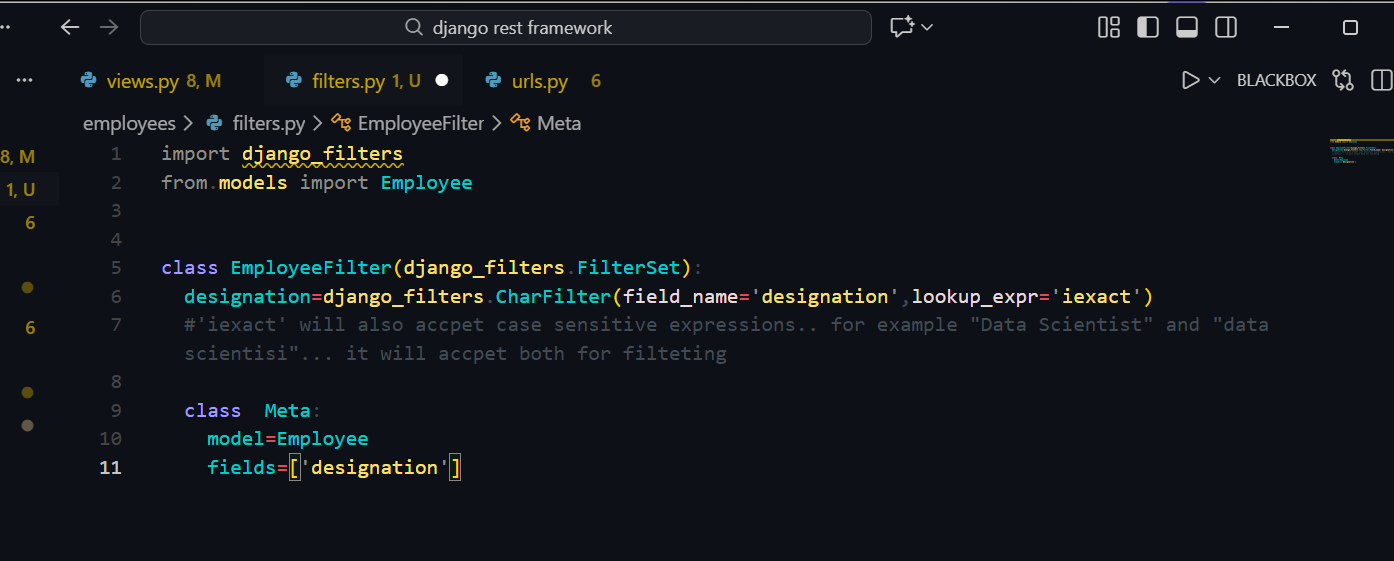 django rest framework
views.py 8, M
filters.py 1, U
urls.py 6
BLACKBOX
employees > filters.py > EmployeeFilter > Meta
8, M
1, U
6
6
1 import django_filters
2 from.models import Employee
3
4
5 class EmployeeFilter(django_filters.FilterSet):
6 designation=django_filters.CharFilter(field_name='designation',lookup_expr='iexact')
7 #'iexact' will also accpet case sensitive expressions.. for example "Data Scientist" and "data
scientisi"... it will accpet both for filteting
8
9 class  Meta:
10 model=Employee
11 fields=['designation']